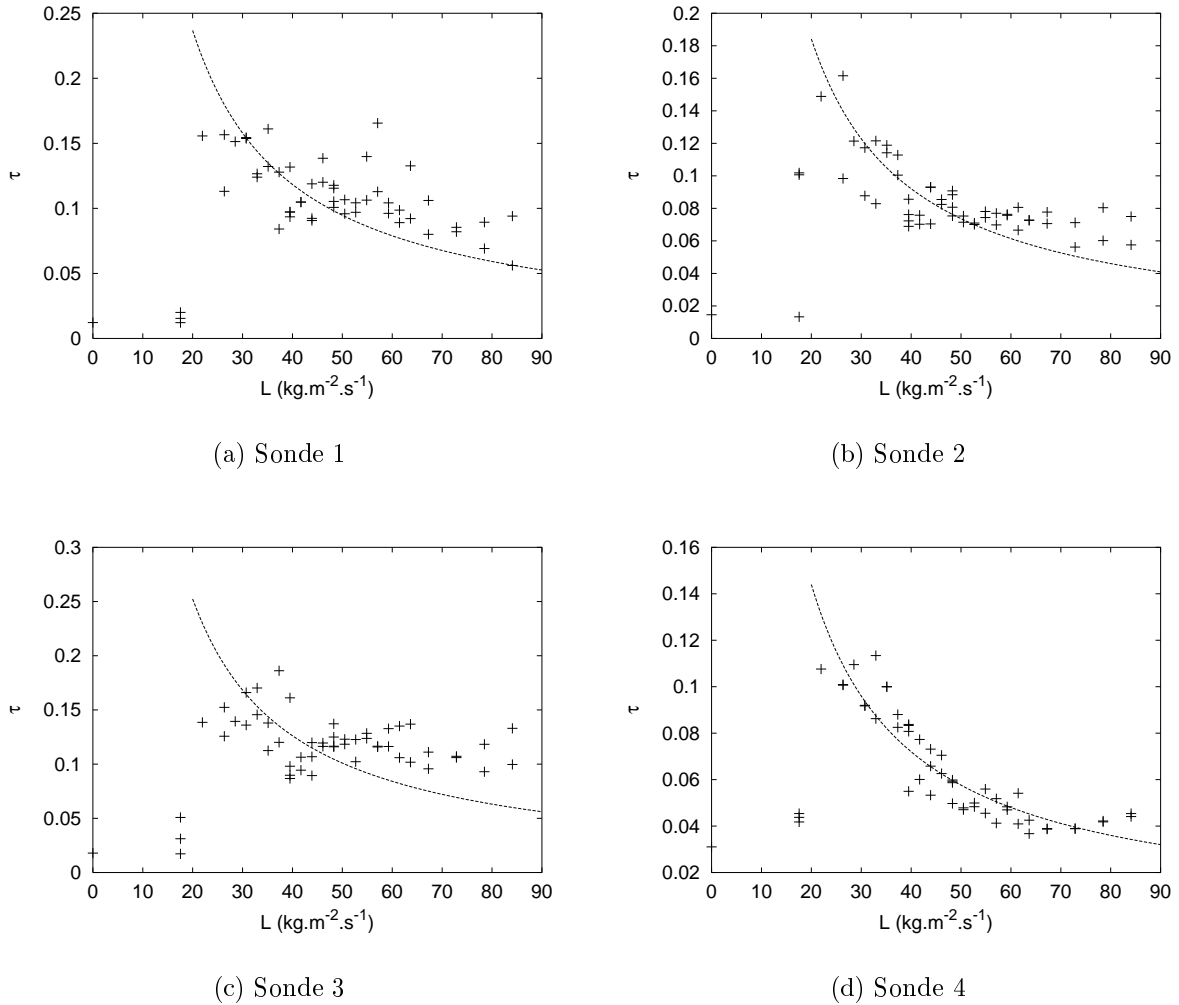 0.25
0.2
0.15
0.1
0.05
0
τ
0 10 20 30 40 50 60 70 80 90
L (kg.m⁻².s⁻¹)
(a) Sonde 1
0.2
0.18
0.16
0.14
0.12
0.1
0.08
0.06
0.04
0.02
0
τ
0 10 20 30 40 50 60 70 80 90
L (kg.m⁻².s⁻¹)
(b) Sonde 2
0.3
0.25
0.2
0.15
0.1
0.05
0
τ
0 10 20 30 40 50 60 70 80 90
L (kg.m⁻².s⁻¹)
(c) Sonde 3
0.16
0.14
0.12
0.1
0.08
0.06
0.04
0.02
τ
0 10 20 30 40 50 60 70 80 90
L (kg.m⁻².s⁻¹)
(d) Sonde 4